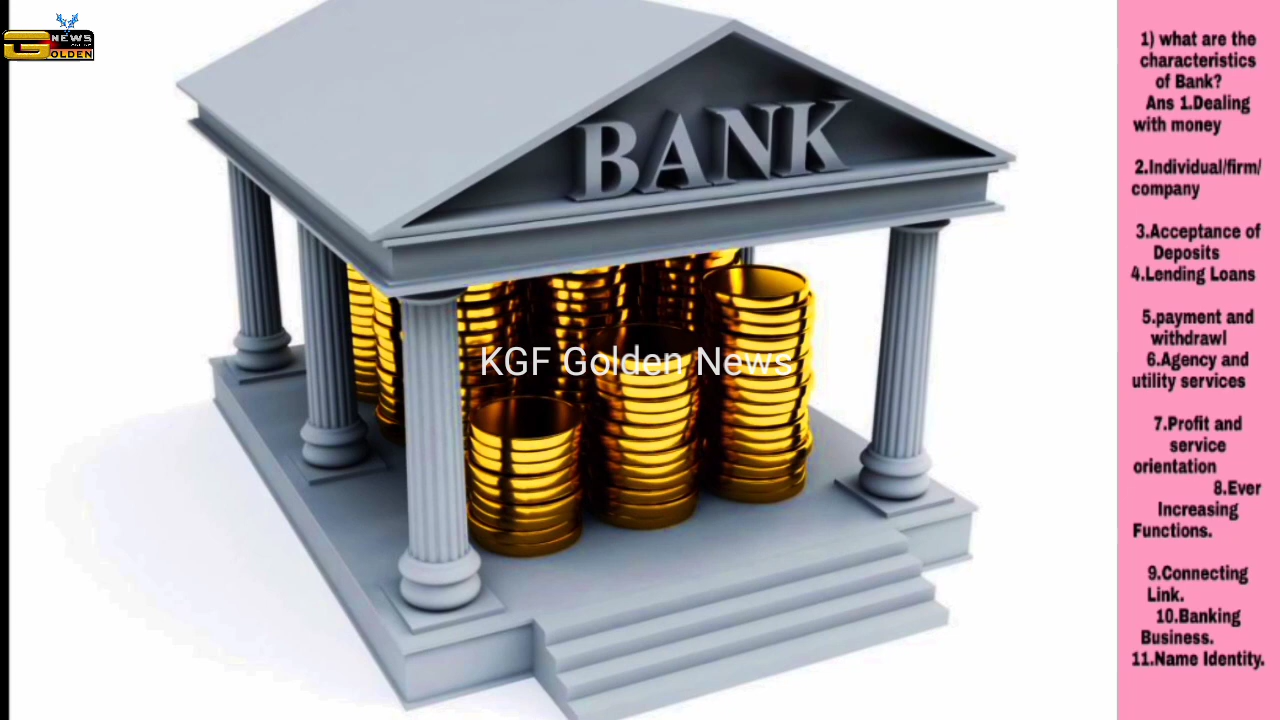 NEWS
GOLDEN
BANK
KGF Golden News
1) what are the
characteristics
of Bank?
Ans 1.Dealing
with money
2.Individual/firm/
company
3.Acceptance of
Deposits
4.Lending Loans
5.payment and
withdrawl
6.Agency and
utility services
7.Profit and
service
orientation
8.Ever
Increasing
Functions.
9.Connecting
Link.
10.Banking
Business.
11.Name Identity.